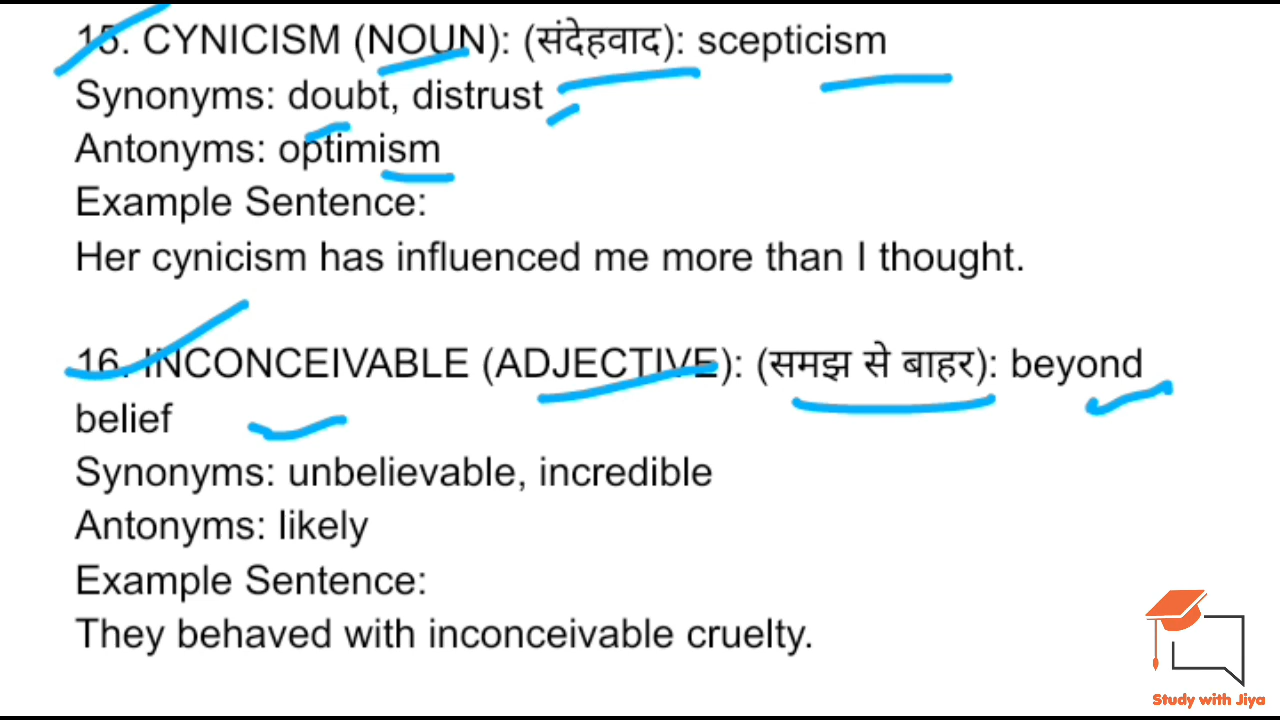 15. CYNICISM (NOUN): (संदेहवाद): scepticism
Synonyms: doubt, distrust
Antonyms: optimism
Example Sentence:
Her cynicism has influenced me more than I thought.
16. INCONCEIVABLE (ADJECTIVE): (समझ से बाहर): beyond
belief
Synonyms: unbelievable, incredible
Antonyms: likely
Example Sentence:
They behaved with inconceivable cruelty.
Study with Jiya